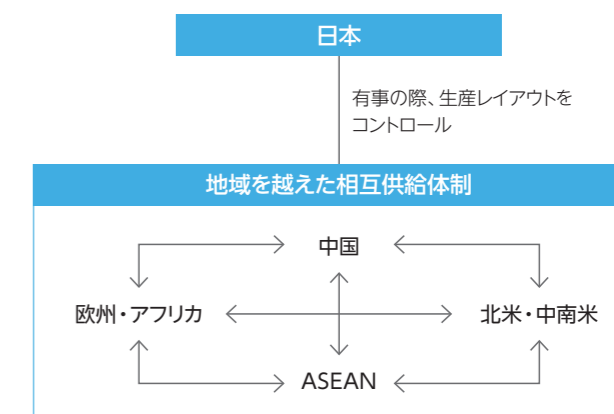 日本
有事の際、生産レイアウトを
コントロール
地域を越えた相互供給体制
中国
欧州・アフリカ
北米・中南米
ASEAN